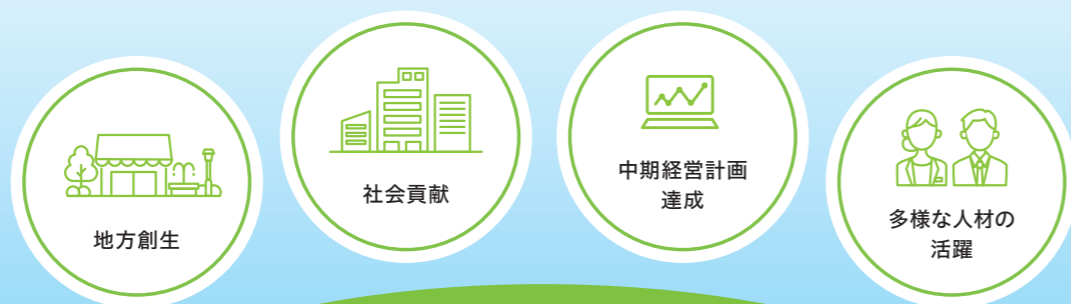 地方創生
社会貢献
中期経営計画
達成
多様な人材の
活躍